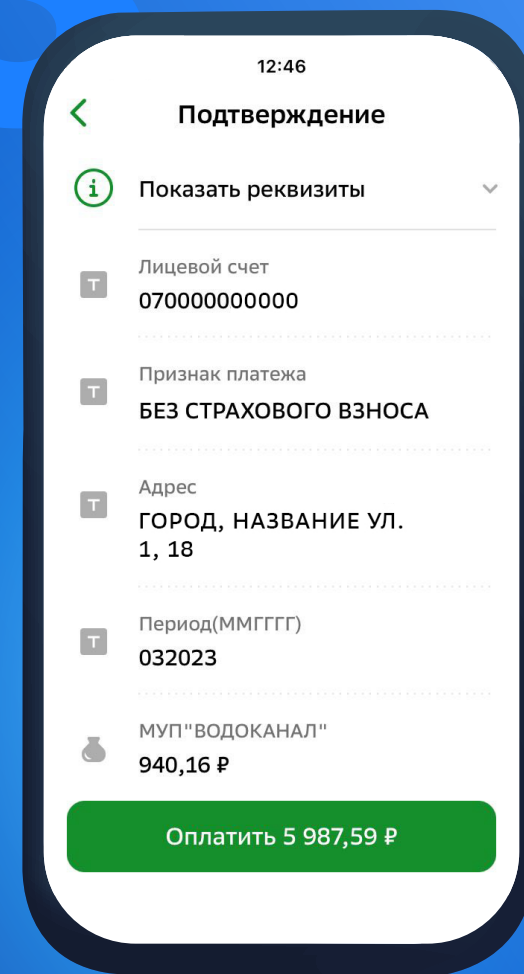 12:46
Подтверждение
i
Показать реквизиты
Лицевой счет
Т
070000000000
Признак платежа
Т
БЕЗ СТРАХОВОГО ВЗНОСА
Адрес
Т
ГОРОД, НАЗВАНИЕ УЛ.
1, 18
Период(ММГГГГ)
Т
032023
МУП"ВОДОКАНАЛ"
940,16 ₽
Оплатить 5 987,59 ₽